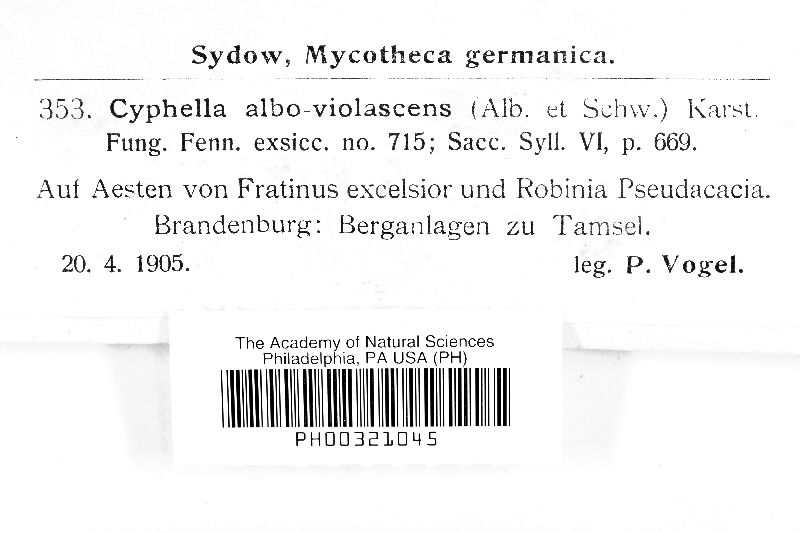 Sydow, Mycotheca germanica.
353. Cyphella albo-violascens (Alb. et Schw.) Karst.
Fung. Fenn. exsicc. no. 715; Sacc. Syll. VI, p. 669.
Auf Aesten von Fratinus excelsior und Robinia Pseudacacia.
Brandenburg: Berganlagen zu Tamsel.
20. 4. 1905. leg. P. Vogel.
The Academy of Natural Sciences
Philadelphia, PA USA (PH)
PH00321045